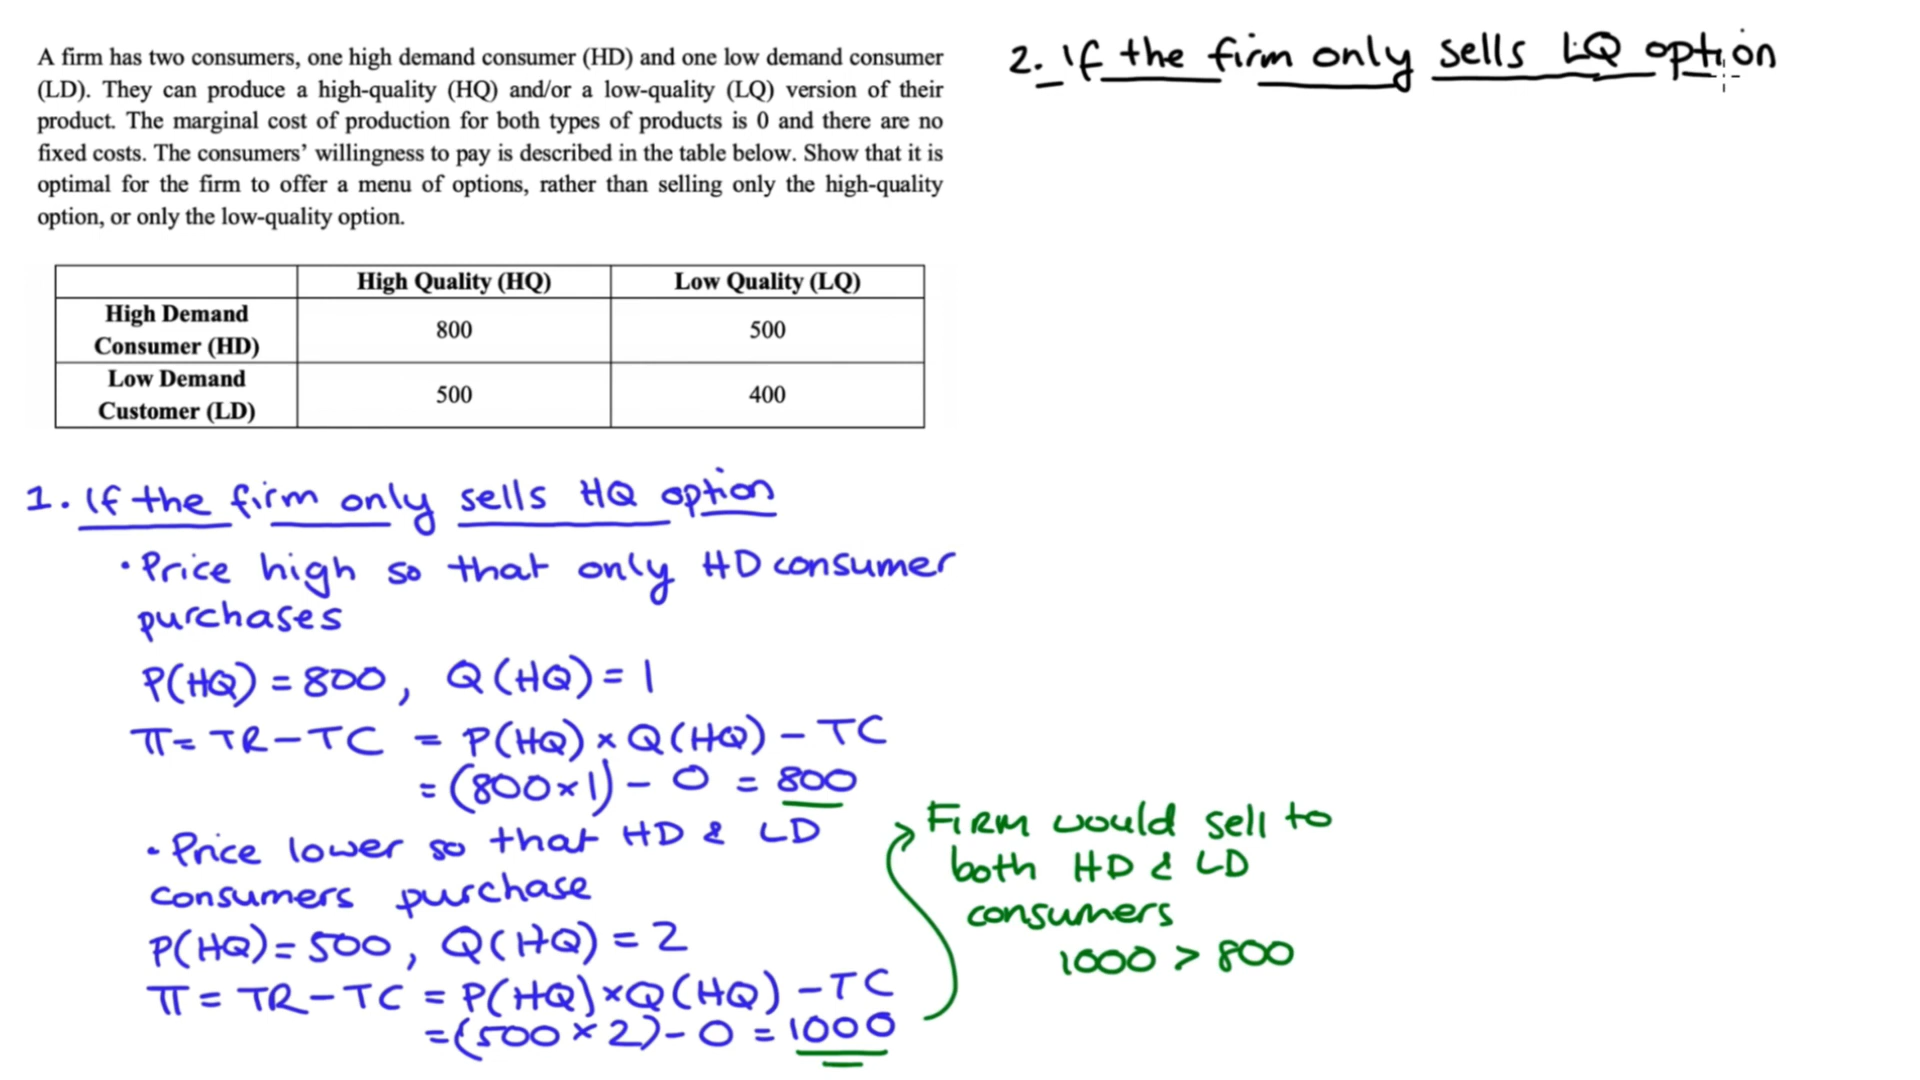 A firm has two consumers, one high demand consumer (HD) and one low demand consumer
(LD). They can produce a high-quality (HQ) and/or a low-quality (LQ) version of their
product. The marginal cost of production for both types of products is 0 and there are no
fixed costs. The consumers' willingness to pay is described in the table below. Show that it is
optimal for the firm to offer a menu of options, rather than selling only the high-quality
option, or only the low-quality option.
High Quality (HQ) Low Quality (LQ)
High Demand
Consumer (HD) 800 500
Low Demand
Customer (LD) 500 400
1. If the firm only sells HQ option
• Price high so that only HD consumer
purchases
P(HQ) = 800, Q(HQ) = 1
π = TR - TC = P(HQ) × Q(HQ) - TC
= (800×1) - 0 = 800
• Price lower so that HD & LD
consumers purchase
P(HQ) = 500, Q(HQ) = 2
π = TR - TC = P(HQ) × Q(HQ) - TC
= (500 × 2) - 0 = 1000
Firm would sell to
both HD & LD
consumers
1000 > 800
2. If the firm only sells LQ option